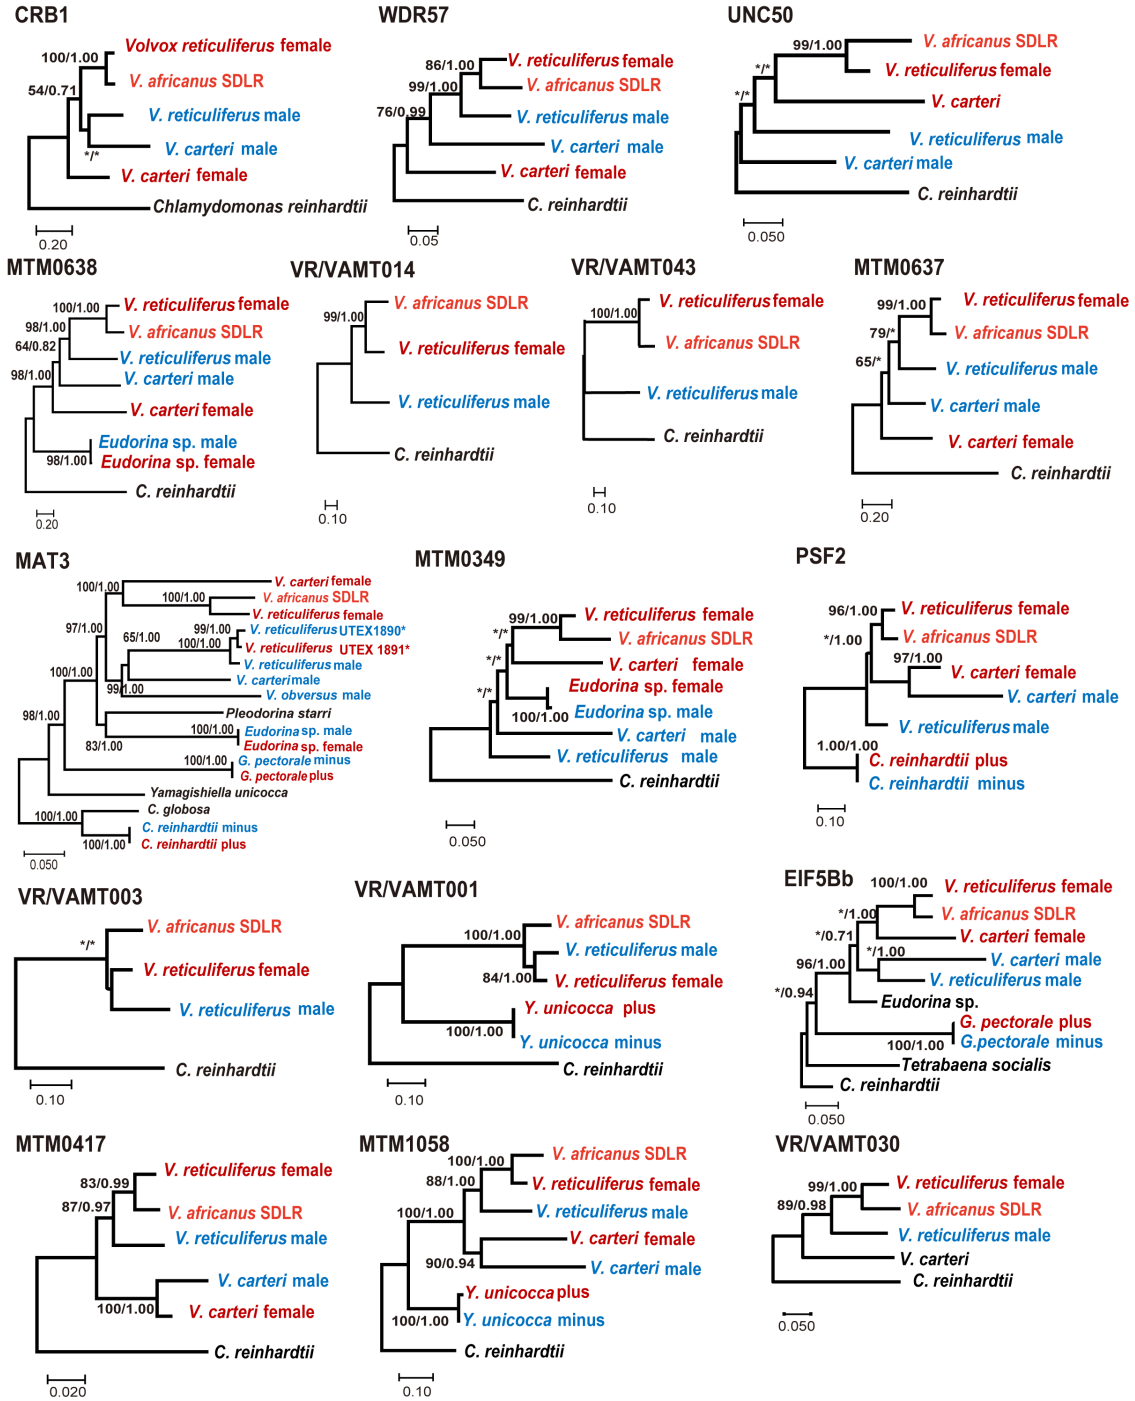 CRB1
100/1.00
Volvox reticuliferus female
V. africanus SDLR
54/0.71
V. reticuliferus male
*/*
V. carteri male
V. carteri female
Chlamydomonas reinhardtii
0.20
WDR57
86/1.00
V. reticuliferus female
99/1.00
V. africanus SDLR
76/0.99
V. reticuliferus male
V. carteri male
V. carteri female
C. reinhardtii
0.05
UNC50
99/1.00
V. africanus SDLR
*/*
V. reticuliferus female
*/*
V. carteri
V. reticuliferus male
V. carteri male
C. reinhardtii
0.050
MTM0638
100/1.00
V. reticuliferus female
98/1.00
V. africanus SDLR
64/0.82
V. reticuliferus male
98/1.00
V. carteri male
V. carteri female
Eudorina sp. male
98/1.00
Eudorina sp. female
C. reinhardtii
0.20
VR/VAMT014
V. africanus SDLR
99/1.00
V. reticuliferus female
V. reticuliferus male
C. reinhardtii
0.10
VR/VAMT043
V. reticuliferus female
100/1.00
V. africanus SDLR
V. reticuliferus male
C. reinhardtii
0.10
MTM0637
99/1.00
V. reticuliferus female
79/*
V. africanus SDLR
65/*
V. reticuliferus male
V. carteri male
V. carteri female
C. reinhardtii
0.20
MAT3
100/1.00
V. carteri female
100/1.00
V. africanus SDLR
V. reticuliferus female
97/1.00
65/1.00
99/1.00
V. reticuliferus UTEX1890*
100/1.00
V. reticuliferus UTEX 1891*
V. reticuliferus male
100/1.00
V. carteri male
99/1.00
V. obversus male
98/1.00
Pleodorina starri
100/1.00
Eudorina sp. male
83/1.00
Eudorina sp. female
100/1.00
G. pectorale minus
G. pectorale plus
Yamagishiella unicocca
C. globosa
100/1.00
C. reinhardtii minus
100/1.00
C. reinhardtii plus
0.050
MTM0349
99/1.00
V. reticuliferus female
*/*
V. africanus SDLR
*/*
V. carteri female
*/*
Eudorina sp. female
100/1.00
Eudorina sp. male
V. carteri male
V. reticuliferus male
C. reinhardtii
0.050
PSF2
96/1.00
V. reticuliferus female
*/1.00
V. africanus SDLR
97/1.00
V. carteri female
V. carteri male
V. reticuliferus male
1.00/1.00
C. reinhardtii plus
C. reinhardtii minus
0.10
VR/VAMT003
V. africanus SDLR
*/*
V. reticuliferus female
V. reticuliferus male
C. reinhardtii
0.10
VR/VAMT001
V. africanus SDLR
100/1.00
V. reticuliferus male
84/1.00
V. reticuliferus female
Y. unicocca plus
100/1.00
Y. unicocca minus
C. reinhardtii
0.10
EIF5Bb
100/1.00
V. reticuliferus female
*/1.00
V. africanus SDLR
*/0.71
V. carteri female
*/1.00
V. carteri male
96/1.00
V. reticuliferus male
*/0.94
Eudorina sp.
G. pectorale plus
100/1.00
G.pectorale minus
Tetrabaena socialis
C. reinhardtii
0.050
MTM0417
83/0.99
V. reticuliferus female
87/0.97
V. africanus SDLR
V. reticuliferus male
V. carteri male
100/1.00
V. carteri female
C. reinhardtii
0.020
MTM1058
100/1.00
V. africanus SDLR
88/1.00
V. reticuliferus female
100/1.00
V. reticuliferus male
V. carteri female
90/0.94
V. carteri male
Y. unicocca plus
100/1.00
Y. unicocca minus
C. reinhardtii
0.10
VR/VAMT030
99/1.00
V. reticuliferus female
89/0.98
V. africanus SDLR
V. reticuliferus male
V. carteri
C. reinhardtii
0.050